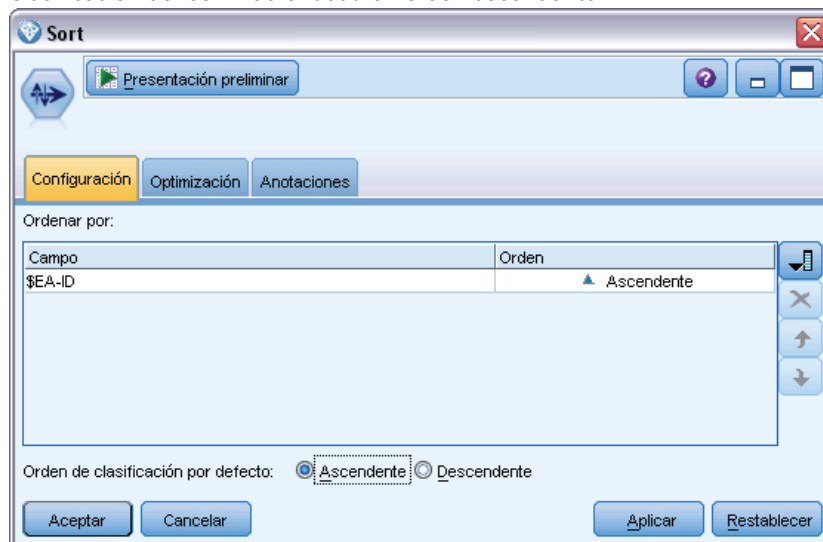 Sort
Presentación preliminar
Configuración Optimización Anotaciones
Ordenar por:
Campo Orden
$EA-ID Ascendente
Orden de clasificación por defecto: Ascendente Descendente
Aceptar Cancelar Aplicar Restablecer